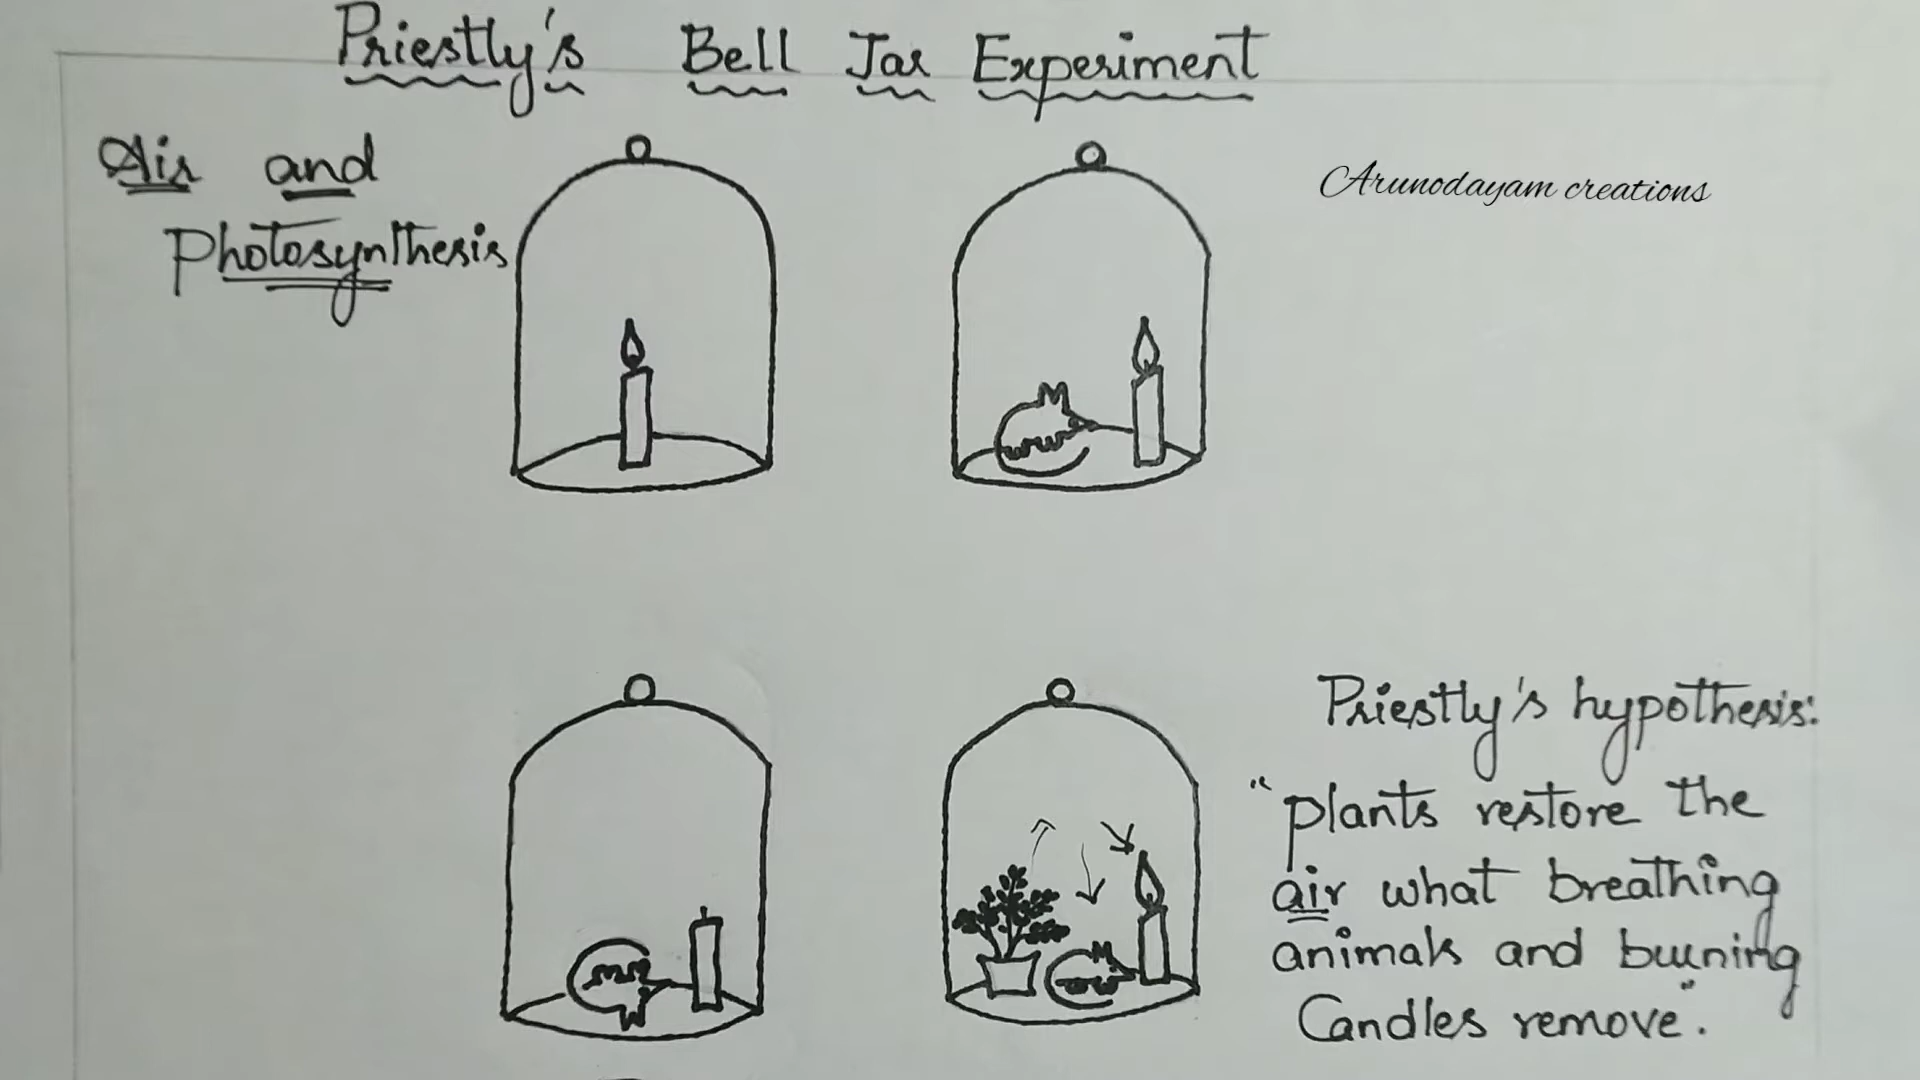 Priestly's Bell Jar Experiment
Air and
Photosynthesis
Arunodayam creations
Priestly's hypothesis:
"plants restore the
air what breathing
animals and burning
Candles remove".